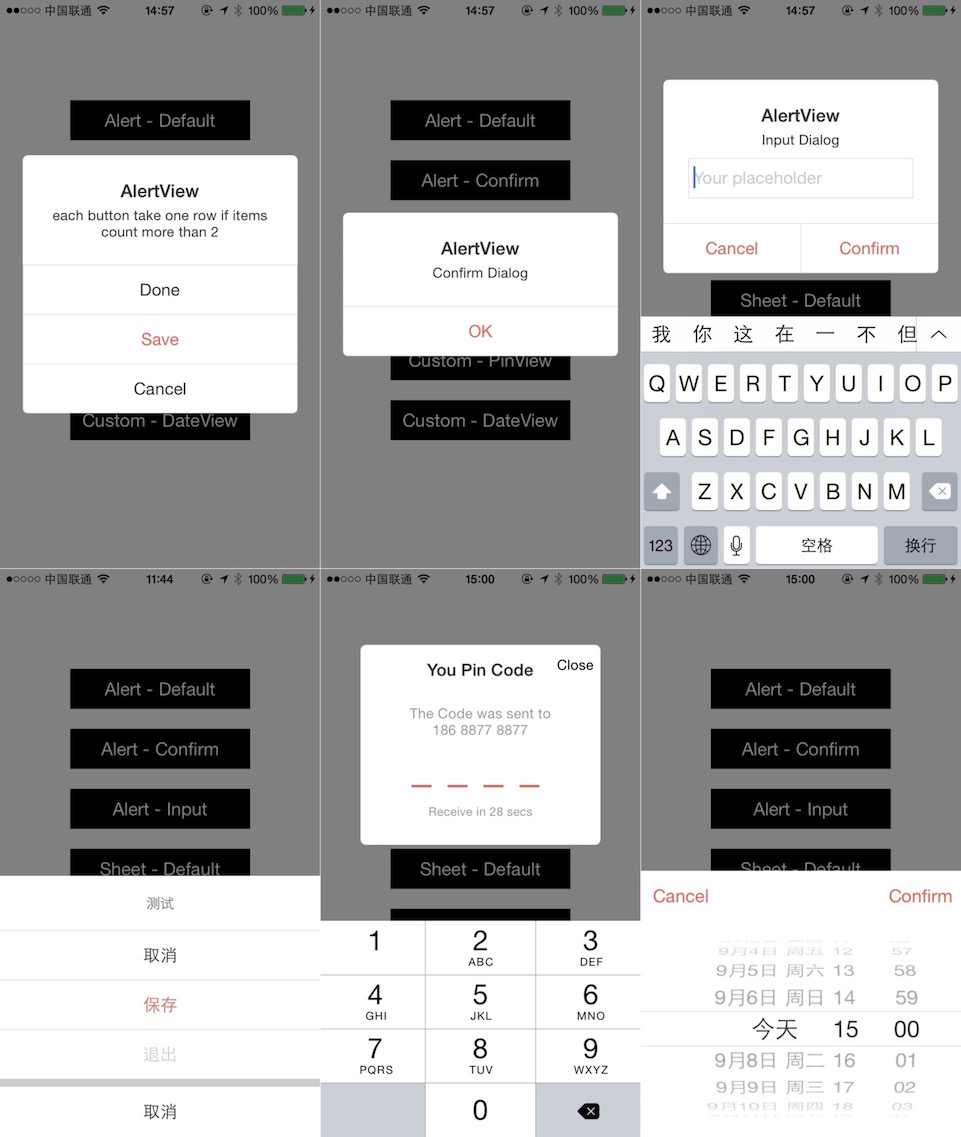 中国联通 14:57 100%
Alert - Default
AlertView
each button take one row if items
count more than 2
Done
Save
Cancel
Custom - DateView
中国联通 14:57 100%
Alert - Default
Alert - Confirm
AlertView
Confirm Dialog
OK
Custom - PinView
Custom - DateView
中国联通 14:57 100%
AlertView
Input Dialog
Your placeholder
Cancel Confirm
Sheet - Default
我 你 这 在 一 不 但
Q W E R T Y U I O P
A S D F G H J K L
Z X C V B N M
123 空格 换行
中国联通 11:44 100%
Alert - Default
Alert - Confirm
Alert - Input
Sheet - Default
测试
取消
保存
退出
取消
中国联通 15:00 100%
You Pin Code Close
The Code was sent to
186 8877 8877
Receive in 28 secs
Sheet - Default
1 2 3
ABC DEF
4 5 6
GHI JKL MNO
7 8 9
PQRS TUV WXYZ
0
中国联通 15:00 100%
Alert - Default
Alert - Confirm
Alert - Input
Sheet - Default
Cancel Confirm
9月4日 周五 12 57
9月5日 周六 13 58
9月6日 周日 14 59
今天 15 00
9月8日 周二 16 01
9月9日 周三 17 02
9月10日 周四 18 03